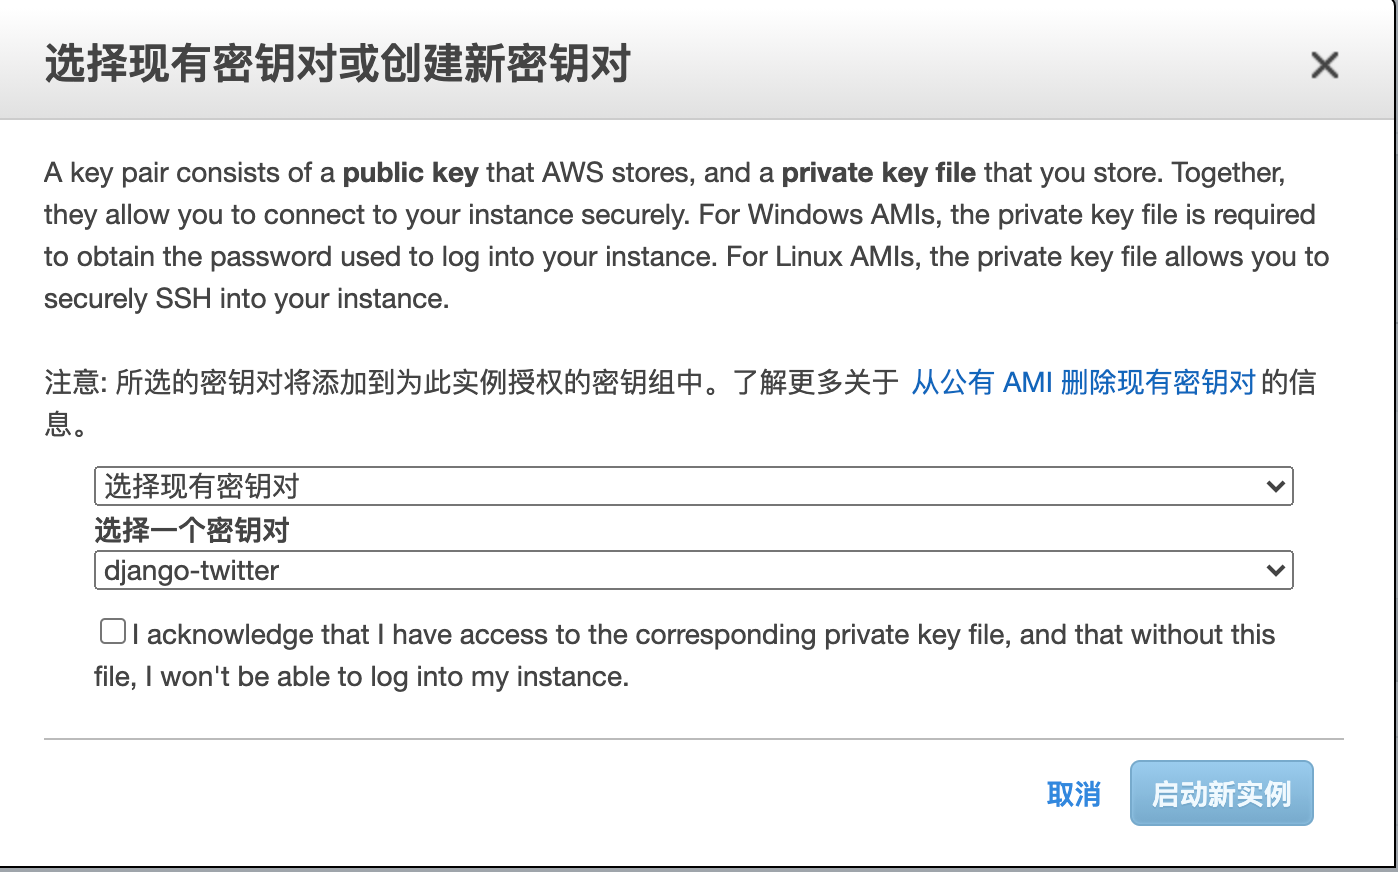 选择现有密钥对或创建新密钥对
A key pair consists of a public key that AWS stores, and a private key file that you store. Together,
they allow you to connect to your instance securely. For Windows AMIs, the private key file is required
to obtain the password used to log into your instance. For Linux AMIs, the private key file allows you to
securely SSH into your instance.
注意: 所选的密钥对将添加到为此实例授权的密钥组中。了解更多关于 从公有 AMI 删除现有密钥对 的信
息。
选择现有密钥对
选择一个密钥对
django-twitter
I acknowledge that I have access to the corresponding private key file, and that without this
file, I won't be able to log into my instance.
取消 启动新实例